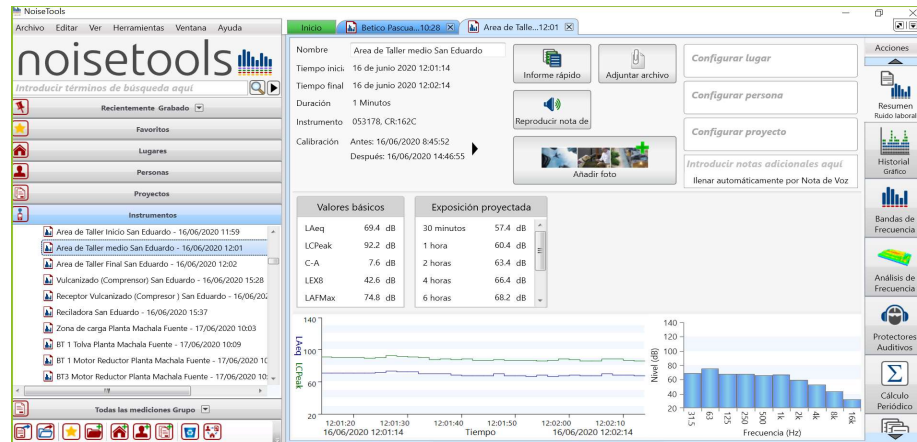 NoiseTools
Archivo Editar Ver Herramientas Ventana Ayuda
noisetools
Introducir términos de búsqueda aquí
Recientemente Grabado
Favoritos
Lugares
Personas
Proyectos
Instrumentos
Area de Taller Inicio San Eduardo - 16/06/2020 11:59
Area de Taller medio San Eduardo - 16/06/2020 12:01
Area de Taller Final San Eduardo - 16/06/2020 12:02
Vulcanizado (Comprensor) San Eduardo - 16/06/2020 15:28
Receptor Vulcanizado (Compresor ) San Eduardo - 16/06/202
Reciladora San Eduardo - 16/06/2020 15:37
Zona de carga Planta Machala Fuente - 17/06/2020 10:03
BT 1 Tolva Planta Machala Fuente - 17/06/2020 10:09
BT 1 Motor Reductor Planta Machala Fuente - 17/06/2020 10
BT3 Motor Reductor Planta Machala Fuente - 17/06/2020 10:
Todas las mediciones Grupo
Inicio
Betico Pascua...10:28
Area de Talle...12:01
Nombre Area de Taller medio San Eduardo
Tiempo inici 16 de junio 2020 12:01:14
Tiempo final 16 de junio 2020 12:02:14
Duración 1 Minutos
Instrumento 053178, CR:162C
Calibración Antes: 16/06/2020 8:45:52
Después: 16/06/2020 14:46:55
Informe rápido
Adjuntar archivo
Reproducir nota de
Añadir foto
Configurar lugar
Configurar persona
Configurar proyecto
Introducir notas adicionales aquí
llenar automáticamente por Nota de Voz
Valores básicos
LAeq 69.4 dB
LCPeak 92.2 dB
C-A 7.6 dB
LEX8 42.6 dB
LAFMax 74.8 dB
Exposición proyectada
30 minutos 57.4 dB
1 hora 60.4 dB
2 horas 63.4 dB
4 horas 66.4 dB
6 horas 68.2 dB
LAeq LCPeak
140
100
60
20
12:01:20 12:01:30 12:01:40 12:01:50 12:02:00 12:02:10
16/06/2020 12:01:14 Tiempo 16/06/2020 12:02:14
Nivel (dB)
140
120
100
80
60
40
20
31.5 63 125 250 500 1k 2k 4k 8k 16k
Frecuencia (Hz)
Acciones
Resumen
Ruido laboral
Historial
Gráfico
Bandas de
Frecuencia
Análisis de
Frecuencia
Protectores
Auditivos
Cálculo
Periódico